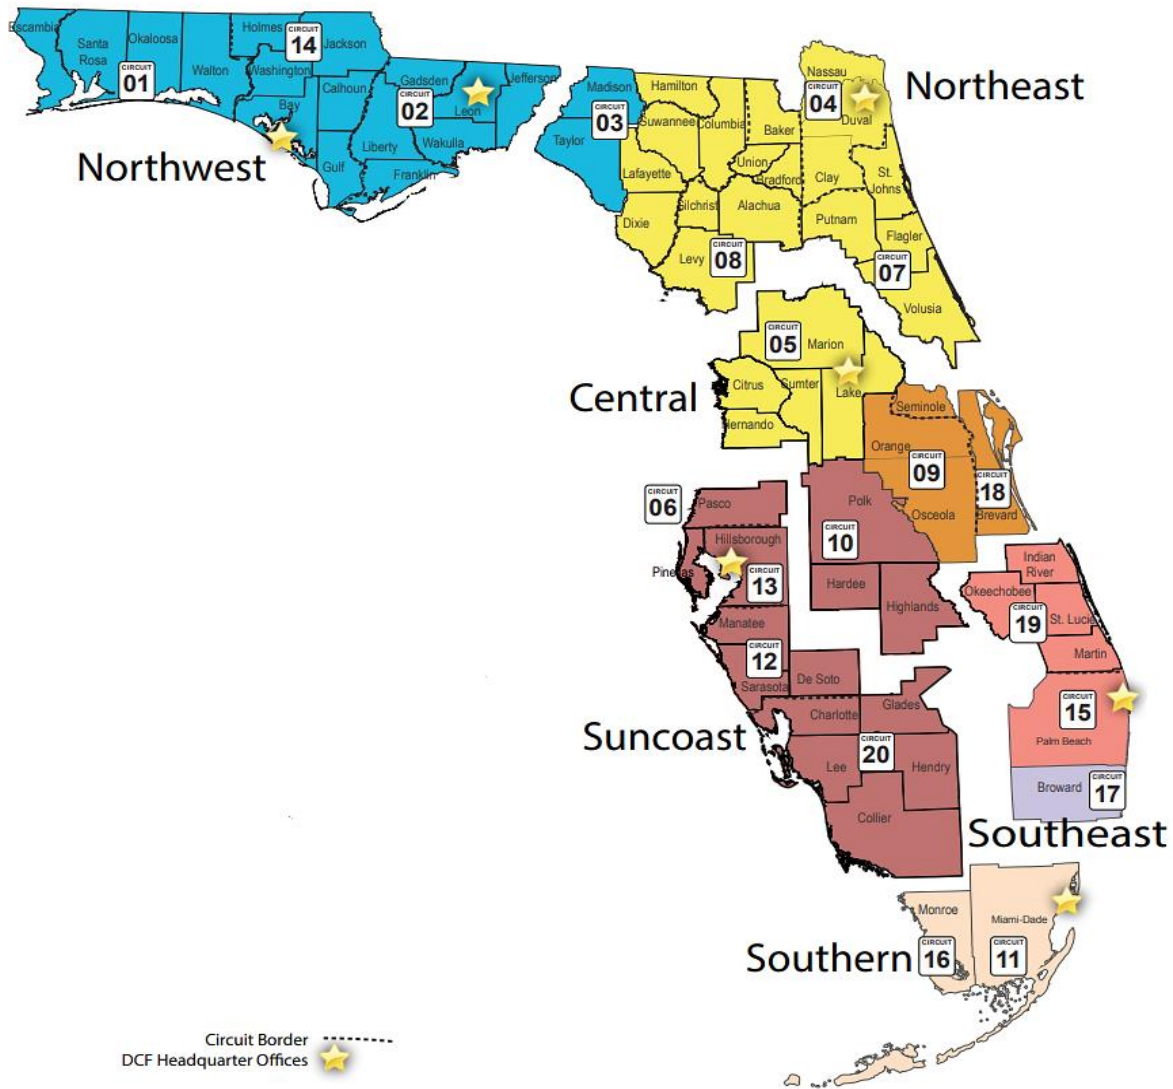 Escambia
Santa
Rosa
Okaloosa
CIRCUIT
01
Walton
Holmes
CIRCUIT
14
Jackson
Washington
Bay
Calhoun
Gulf
Northwest
Gadsden
CIRCUIT
02
Leon
Jefferson
Liberty
Wakulla
Franklin
Madison
CIRCUIT
03
Taylor
Hamilton
Suwannee
Columbia
Lafayette
Dixie
Baker
Union
Bradford
Gilchrist
Alachua
Levy
CIRCUIT
08
Nassau
CIRCUIT
04
Duval
Northeast
Clay
St.
Johns
Putnam
Flagler
CIRCUIT
07
Volusia
CIRCUIT
05
Marion
Central
Citrus
Sumter
Lake
Hernando
Seminole
Orange
CIRCUIT
09
Osceola
CIRCUIT
18
Brevard
CIRCUIT
06
Pasco
Polk
CIRCUIT
10
Hillsborough
Pinellas
CIRCUIT
13
Hardee
Highlands
Manatee
CIRCUIT
12
Sarasota
De Soto
Suncoast
Charlotte
Glades
CIRCUIT
20
Lee
Hendry
Collier
Indian
River
Okeechobee
CIRCUIT
19
St. Lucie
Martin
CIRCUIT
15
Palm Beach
Broward
CIRCUIT
17
Southeast
Monroe
Miami-Dade
Southern
CIRCUIT
16
CIRCUIT
11
Circuit Border
DCF Headquarter Offices